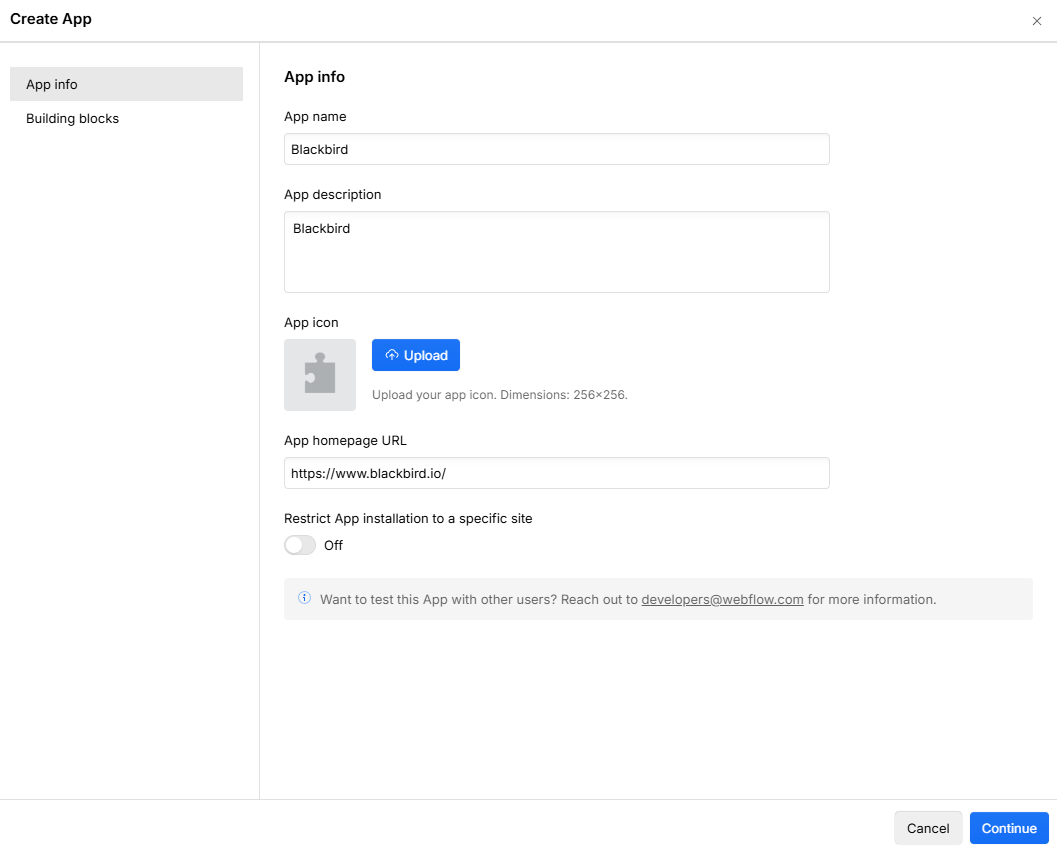 Create App
App info
Building blocks
App info
App name
Blackbird
App description
Blackbird
App icon
Upload
Upload your app icon. Dimensions: 256×256.
App homepage URL
https://www.blackbird.io/
Restrict App installation to a specific site
Off
Want to test this App with other users? Reach out to developers@webflow.com for more information.
Cancel
Continue